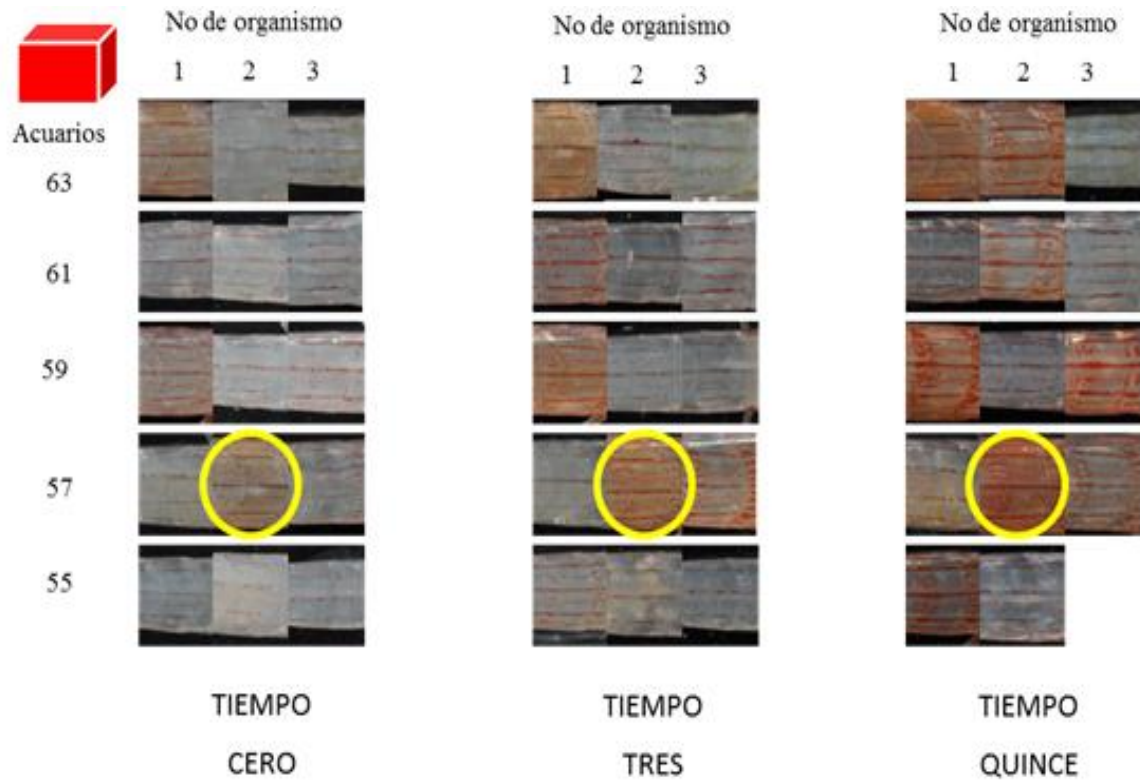 No de organismo
No de organismo
No de organismo
1 2 3
1 2 3
1 2 3
Acuarios
63
61
59
57
55
TIEMPO
CERO
TIEMPO
TRES
TIEMPO
QUINCE